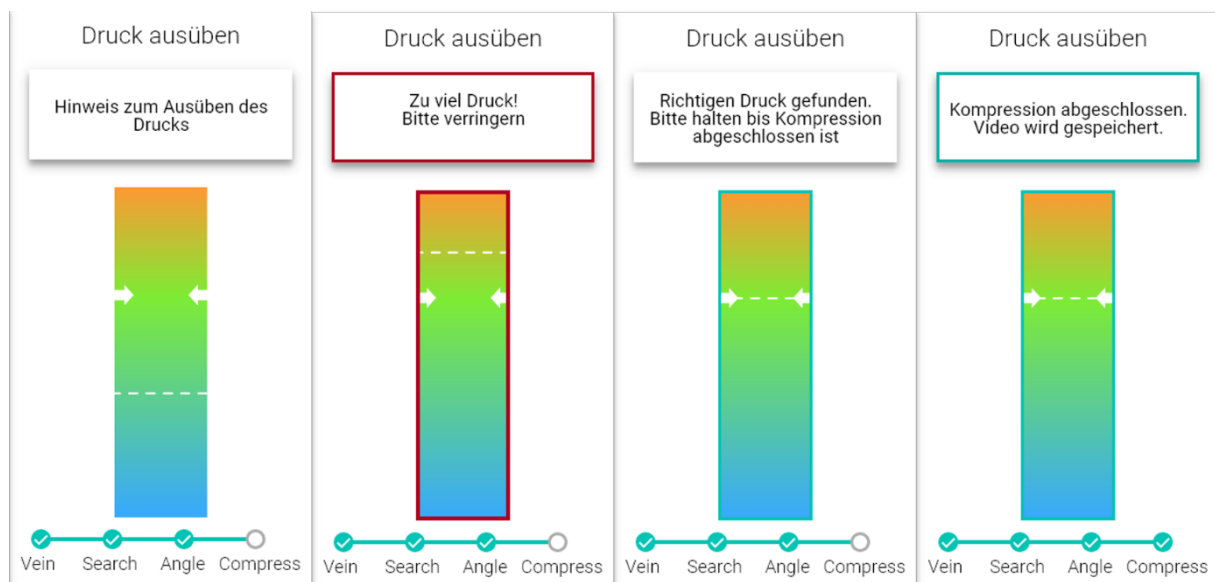 Druck ausüben
Hinweis zum Ausüben des
Drucks
Vein Search Angle Compress
Druck ausüben
Zu viel Druck!
Bitte verringern
Vein Search Angle Compress
Druck ausüben
Richtigen Druck gefunden.
Bitte halten bis Kompression
abgeschlossen ist
Vein Search Angle Compress
Druck ausüben
Kompression abgeschlossen.
Video wird gespeichert.
Vein Search Angle Compress